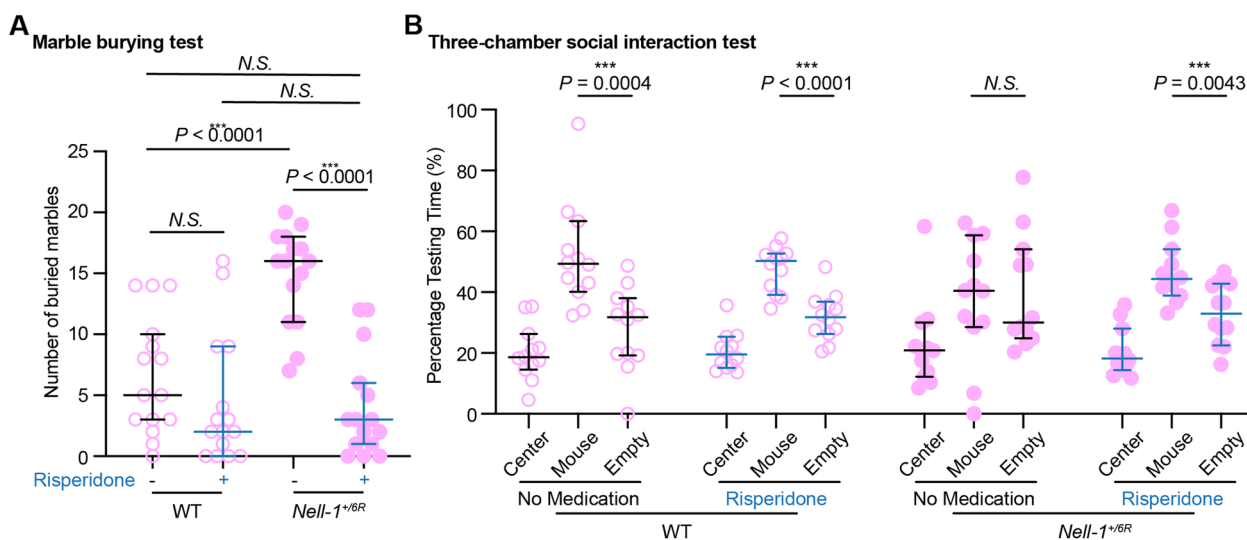 A Marble burying test
N.S.
N.S.
***
P < 0.0001
***
P < 0.0001
N.S.
Number of buried marbles
25
20
15
10
5
0
Risperidone - + - +
WT Nell-1+/6R
B Three-chamber social interaction test
*** *** ***
P = 0.0004 P < 0.0001 N.S. P = 0.0043
Percentage Testing Time (%)
100
80
60
40
20
0
Center Mouse Empty Center Mouse Empty Center Mouse Empty Center Mouse Empty
No Medication Risperidone No Medication Risperidone
WT Nell-1+/6R